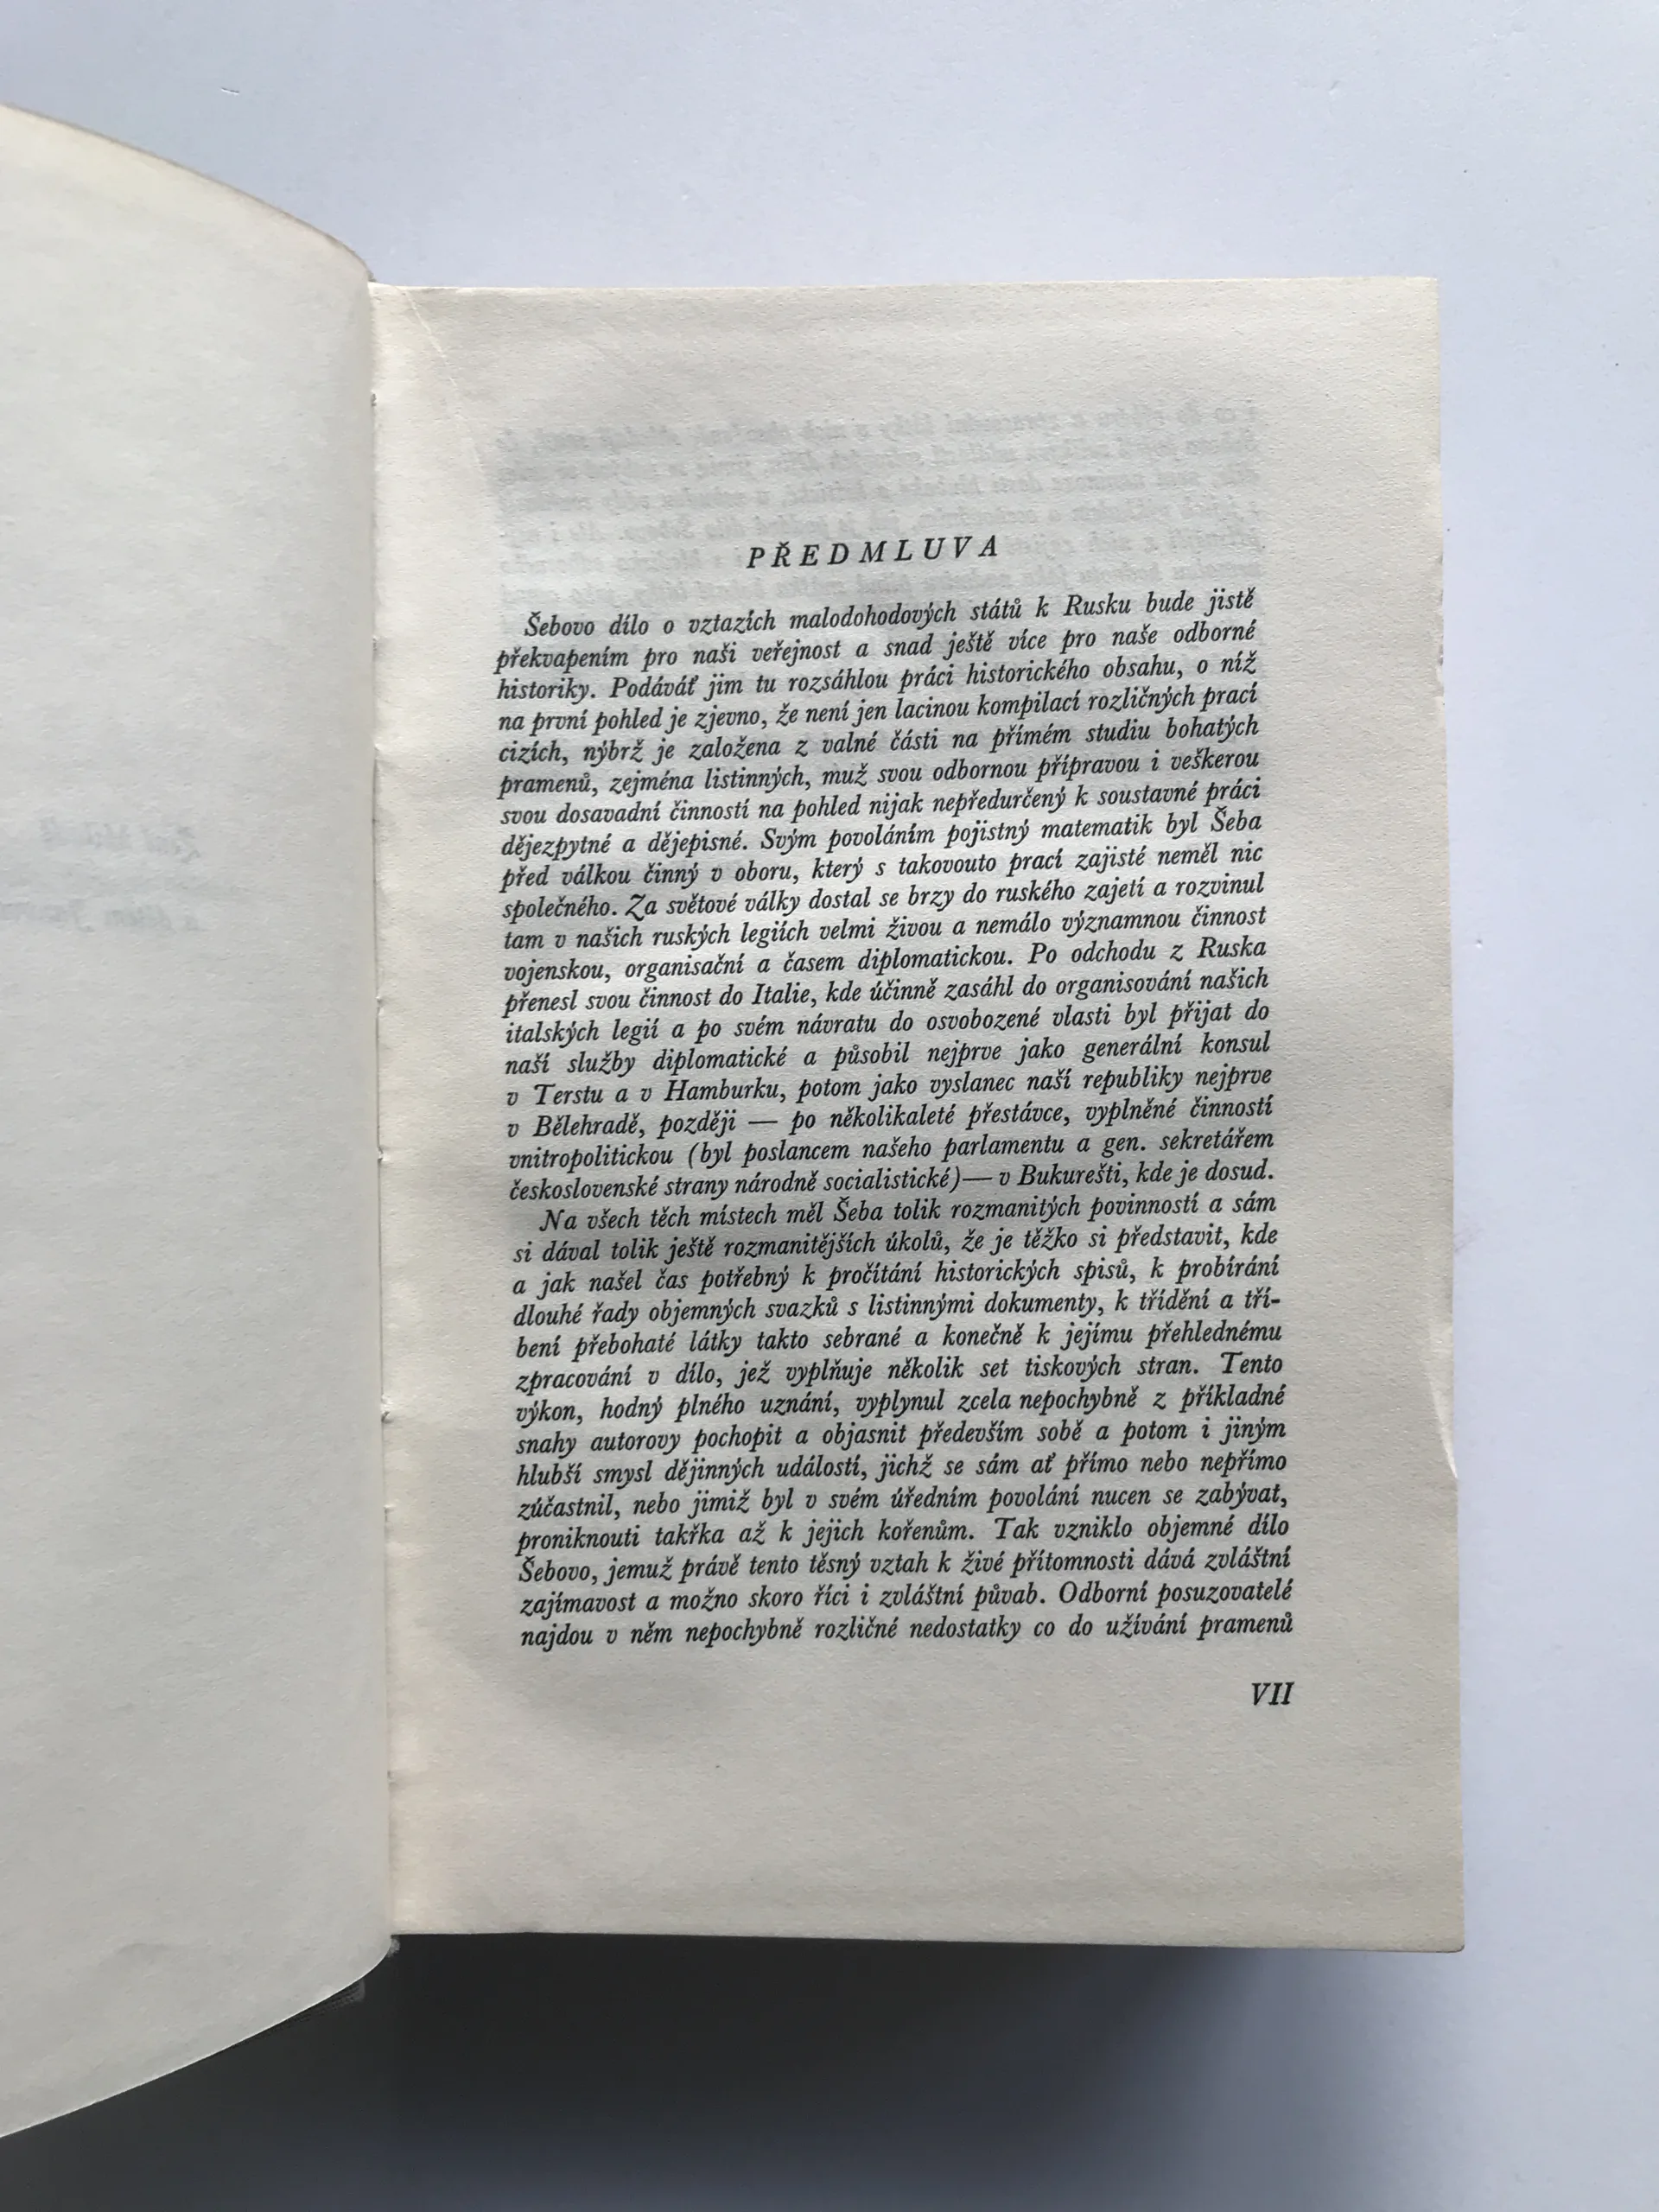 PŘEDMLUVA
Šebovo dílo o vztazích malodohodových států k Rusku bude jistě
překvapením pro naši veřejnost a snad ještě více pro naše odborné
historiky. Podáváť jim tu rozsáhlou práci historického obsahu, o níž
na první pohled je zjevno, že není jen lacinou kompilací rozličných prací
cizích, nýbrž je založena z valné části na přímém studiu bohatých
pramenů, zejména listinných, muž svou odbornou přípravou i veškerou
svou dosavadní činností na pohled nijak nepředurčený k soustavné práci
dějezpytné a dějepisné. Svým povoláním pojistný matematik byl Šeba
před válkou činný v oboru, který s takovouto prací zajisté neměl nic
společného. Za světové války dostal se brzy do ruského zajetí a rozvinul
tam v našich ruských legiích velmi živou a nemálo významnou činnost
vojenskou, organisační a časem diplomatickou. Po odchodu z Ruska
přenesl svou činnost do Italie, kde účinně zasáhl do organisování našich
italských legií a po svém návratu do osvobozené vlasti byl přijat do
naší služby diplomatické a působil nejprve jako generální konsul
v Terstu a v Hamburku, potom jako vyslanec naší republiky nejprve
v Bělehradě, později — po několikaleté přestávce, vyplněné činností
vnitropolitickou (byl poslancem našeho parlamentu a gen. sekretářem
československé strany národně socialistické)— v Bukurešti, kde je dosud.
Na všech těch místech měl Šeba tolik rozmanitých povinností a sám
si dával tolik ještě rozmanitějších úkolů, že je těžko si představit, kde
a jak našel čas potřebný k pročítání historických spisů, k probírání
dlouhé řady objemných svazků s listinnými dokumenty, k třídění a tří-
bení přebohaté látky takto sebrané a konečně k jejímu přehlednému
zpracování v dílo, jež vyplňuje několik set tiskových stran. Tento
výkon, hodný plného uznání, vyplynul zcela nepochybně z příkladné
snahy autorovy pochopit a objasnit především sobě a potom i jiným
hlubší smysl dějinných událostí, jichž se sám ať přímo nebo nepřímo
zúčastnil, nebo jimiž byl v svém úředním povolání nucen se zabývat,
proniknouti takřka až k jejich kořenům. Tak vzniklo objemné dílo
Šebovo, jemuž právě tento těsný vztah k živé přítomnosti dává zvláštní
zajímavost a možno skoro říci i zvláštní půvab. Odborní posuzovatelé
najdou v něm nepochybně rozličné nedostatky co do užívání pramenů
VII